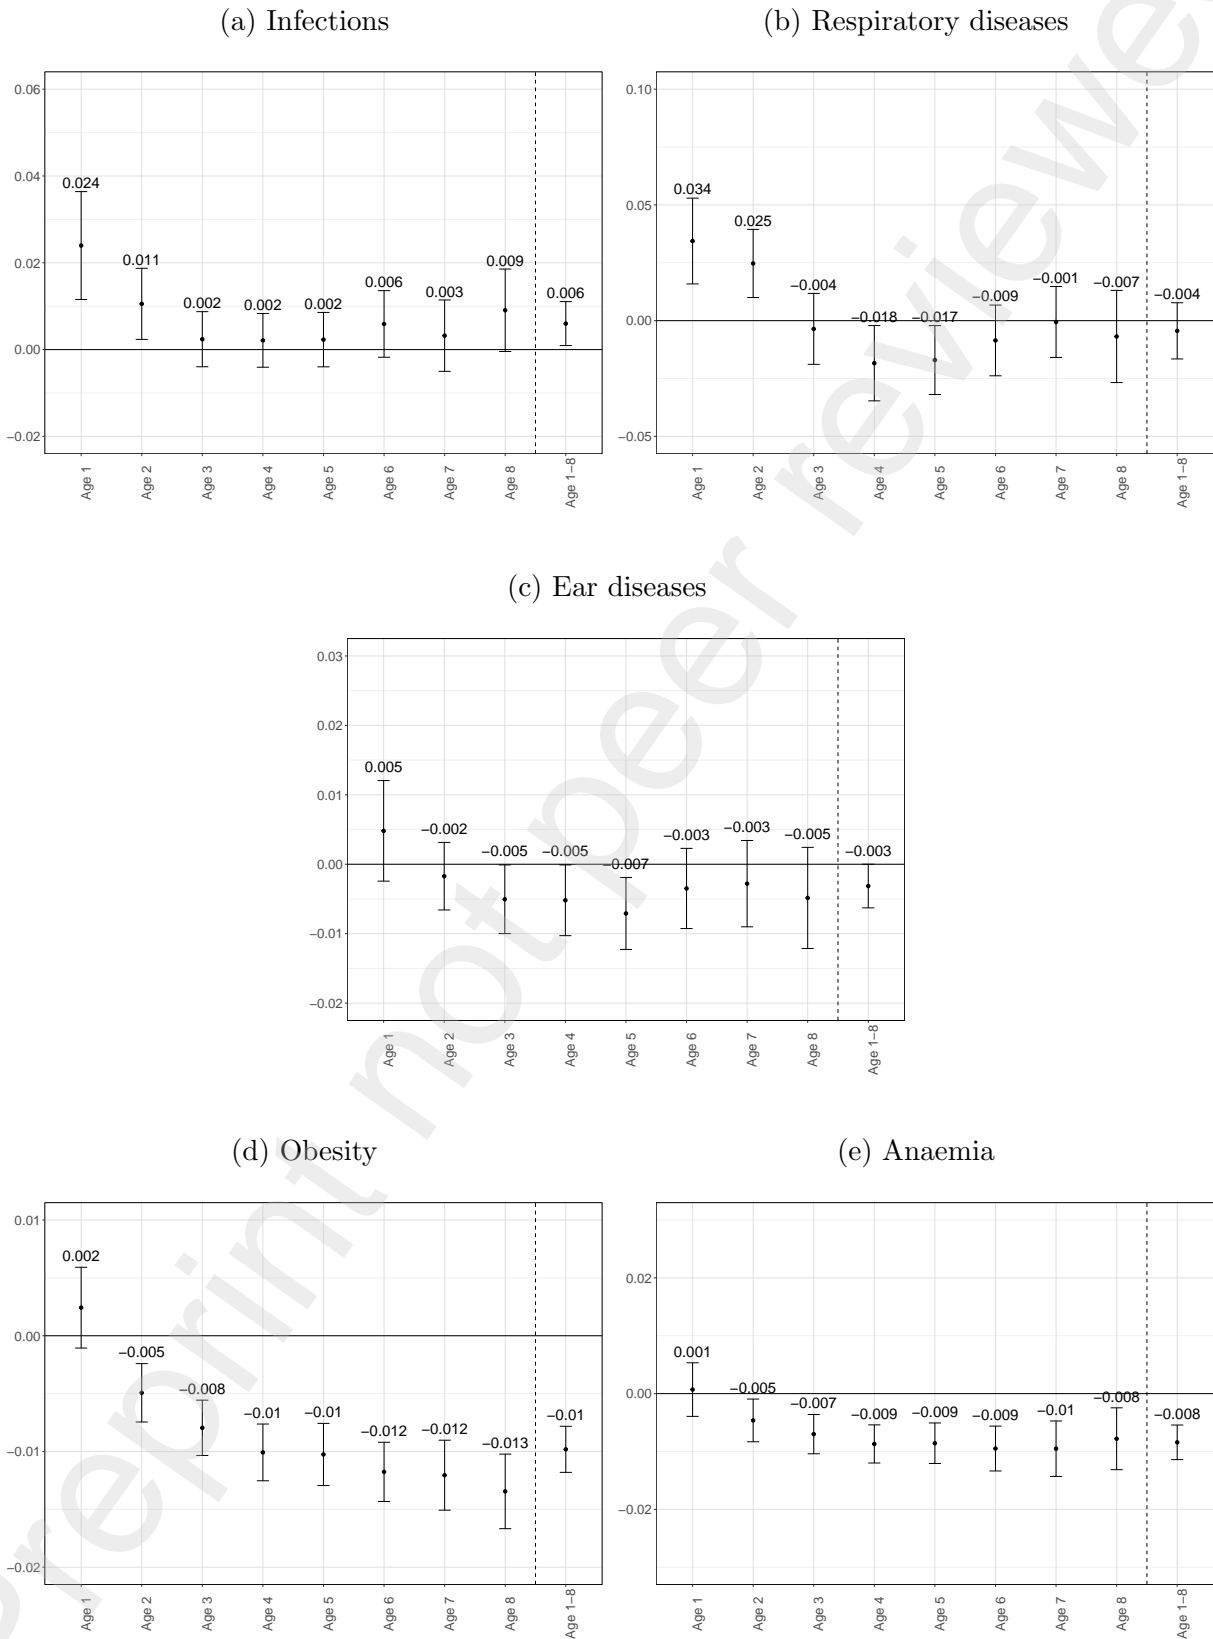 (a) Infections
0.06
0.04
0.02
0.00
−0.02
0.024
0.011
0.002
0.002
0.002
0.006
0.003
0.009
0.006
Age 1
Age 2
Age 3
Age 4
Age 5
Age 6
Age 7
Age 8
Age 1−8
(b) Respiratory diseases
0.10
0.05
0.00
−0.05
0.034
0.025
−0.004
−0.018
−0.017
−0.009
−0.001
−0.007
−0.004
Age 1
Age 2
Age 3
Age 4
Age 5
Age 6
Age 7
Age 8
Age 1−8
(c) Ear diseases
0.03
0.02
0.01
0.00
−0.01
−0.02
0.005
−0.002
−0.005
−0.005
−0.007
−0.003
−0.003
−0.005
−0.003
Age 1
Age 2
Age 3
Age 4
Age 5
Age 6
Age 7
Age 8
Age 1−8
(d) Obesity
0.01
0.00
−0.01
−0.02
0.002
−0.005
−0.008
−0.01
−0.01
−0.012
−0.012
−0.013
−0.01
Age 1
Age 2
Age 3
Age 4
Age 5
Age 6
Age 7
Age 8
Age 1−8
(e) Anaemia
0.02
0.00
−0.02
0.001
−0.005
−0.007
−0.009
−0.009
−0.009
−0.01
−0.008
−0.008
Age 1
Age 2
Age 3
Age 4
Age 5
Age 6
Age 7
Age 8
Age 1−8
Preprint not peer reviewe